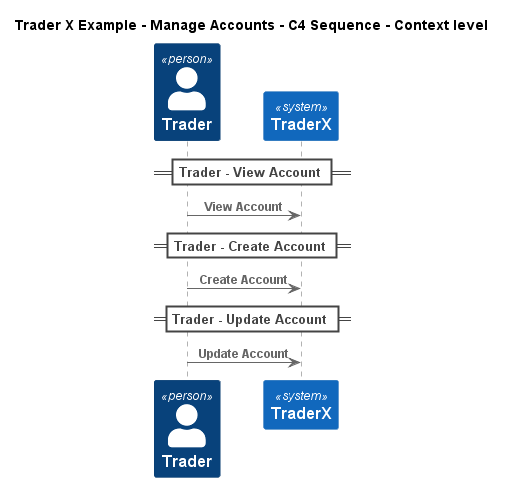 Trader X Example - Manage Accounts - C4 Sequence - Context level
«person»
Trader
«system»
TraderX
Trader - View Account
View Account
Trader - Create Account
Create Account
Trader - Update Account
Update Account
«person»
Trader
«system»
TraderX